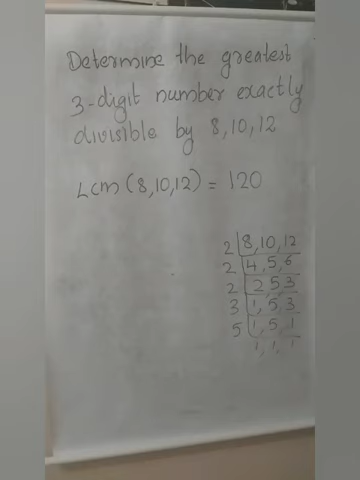 Determine the greatest
3-digit number exactly
divisible by 8,10,12
Lcm (8,10,12) = 120
2 | 8,10,12
2 | 4,5,6
2 | 2 5 3
3 | 1,5,3
5 | 1,5,1
1,1,1